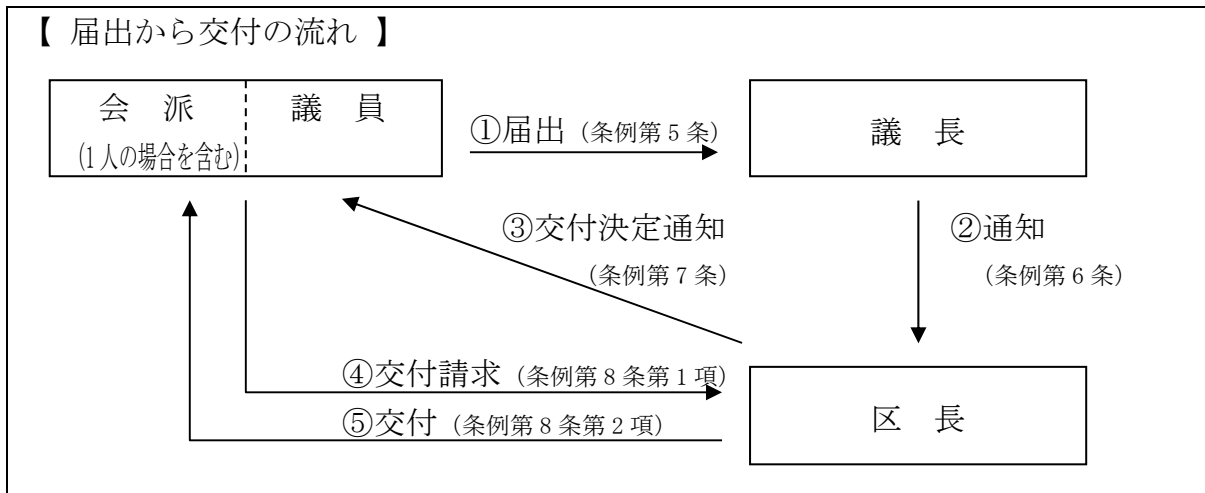 【 届出から交付の流れ 】
会 派
(1人の場合を含む)
議 員
①届出 (条例第5条)
議 長
③交付決定通知
(条例第7条)
②通知
(条例第6条)
④交付請求 (条例第8条第1項)
⑤交付 (条例第8条第2項)
区 長